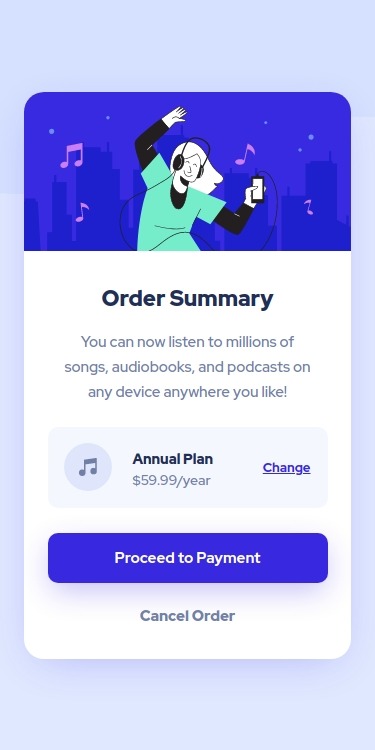 Order Summary
You can now listen to millions of
songs, audiobooks, and podcasts on
any device anywhere you like!
Annual Plan
$59.99/year
Change
Proceed to Payment
Cancel Order